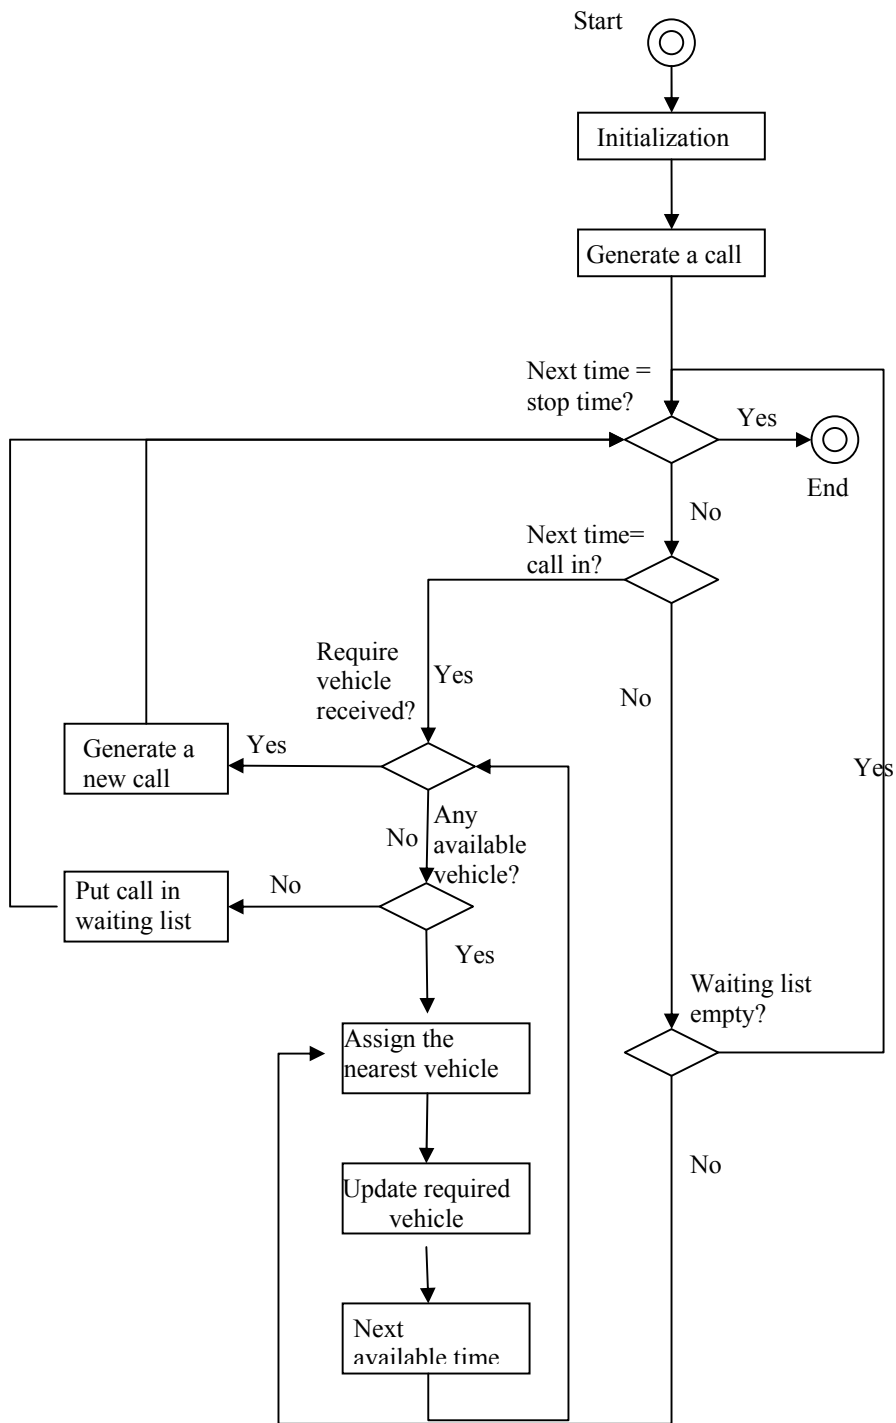 Start
Initialization
Generate a call
Next time =
stop time?
Yes
End
No
Next time=
call in?
Require
vehicle
received?
Yes
No
Generate a
new call
Yes
Yes
No
Any
available
vehicle?
Put call in
waiting list
No
Yes
Waiting list
empty?
Assign the
nearest vehicle
No
Update required
vehicle
Next
available time